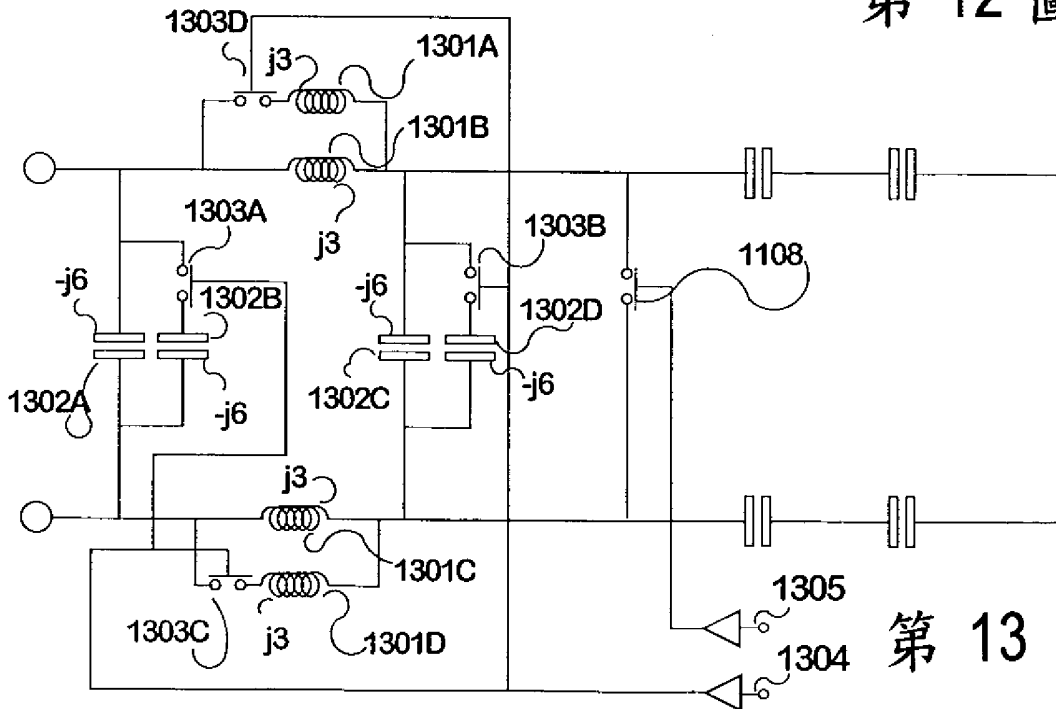 第 12 圖
1303D
j3
1301A
1301B
j3
1303A
1303B
1108
-j6
1302B
-j6
1302D
1302A
-j6
1302C
-j6
j3
1301C
1303C
j3
1301D
1305
1304
第 13